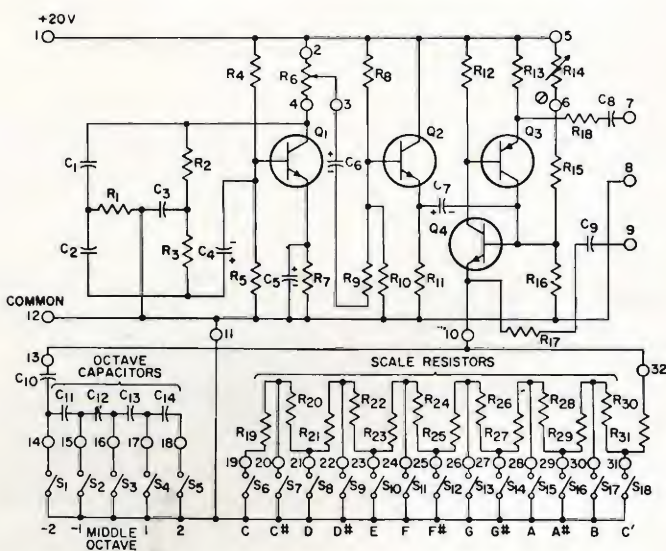 +20V
1 5
2
R4 R6 R8 R12 R13 R14
4 3 6
C8 7
R18
Q1 Q2 Q3
C1 R2 C6 R15 8
R1 C3 C7 C9 9
Q4
C2 R3 C4 R5 C5 R7 R9 R10 R11 R16
COMMON
12 11 10 R17
13 OCTAVE CAPACITORS SCALE RESISTORS 32
C10
C11 C12 C13 C14
R20 R22 R24 R26 R28 R30
R19 R21 R23 R25 R27 R29 R31
14 15 16 17 18 19 20 21 22 23 24 25 26 27 28 29 30 31
S1 S2 S3 S4 S5 S6 S7 S8 S9 S10 S11 S12 S13 S14 S15 S16 S17 S18
-2 -1 MIDDLE OCTAVE 1 2 C C# D D# E F F# G G# A A# B C'